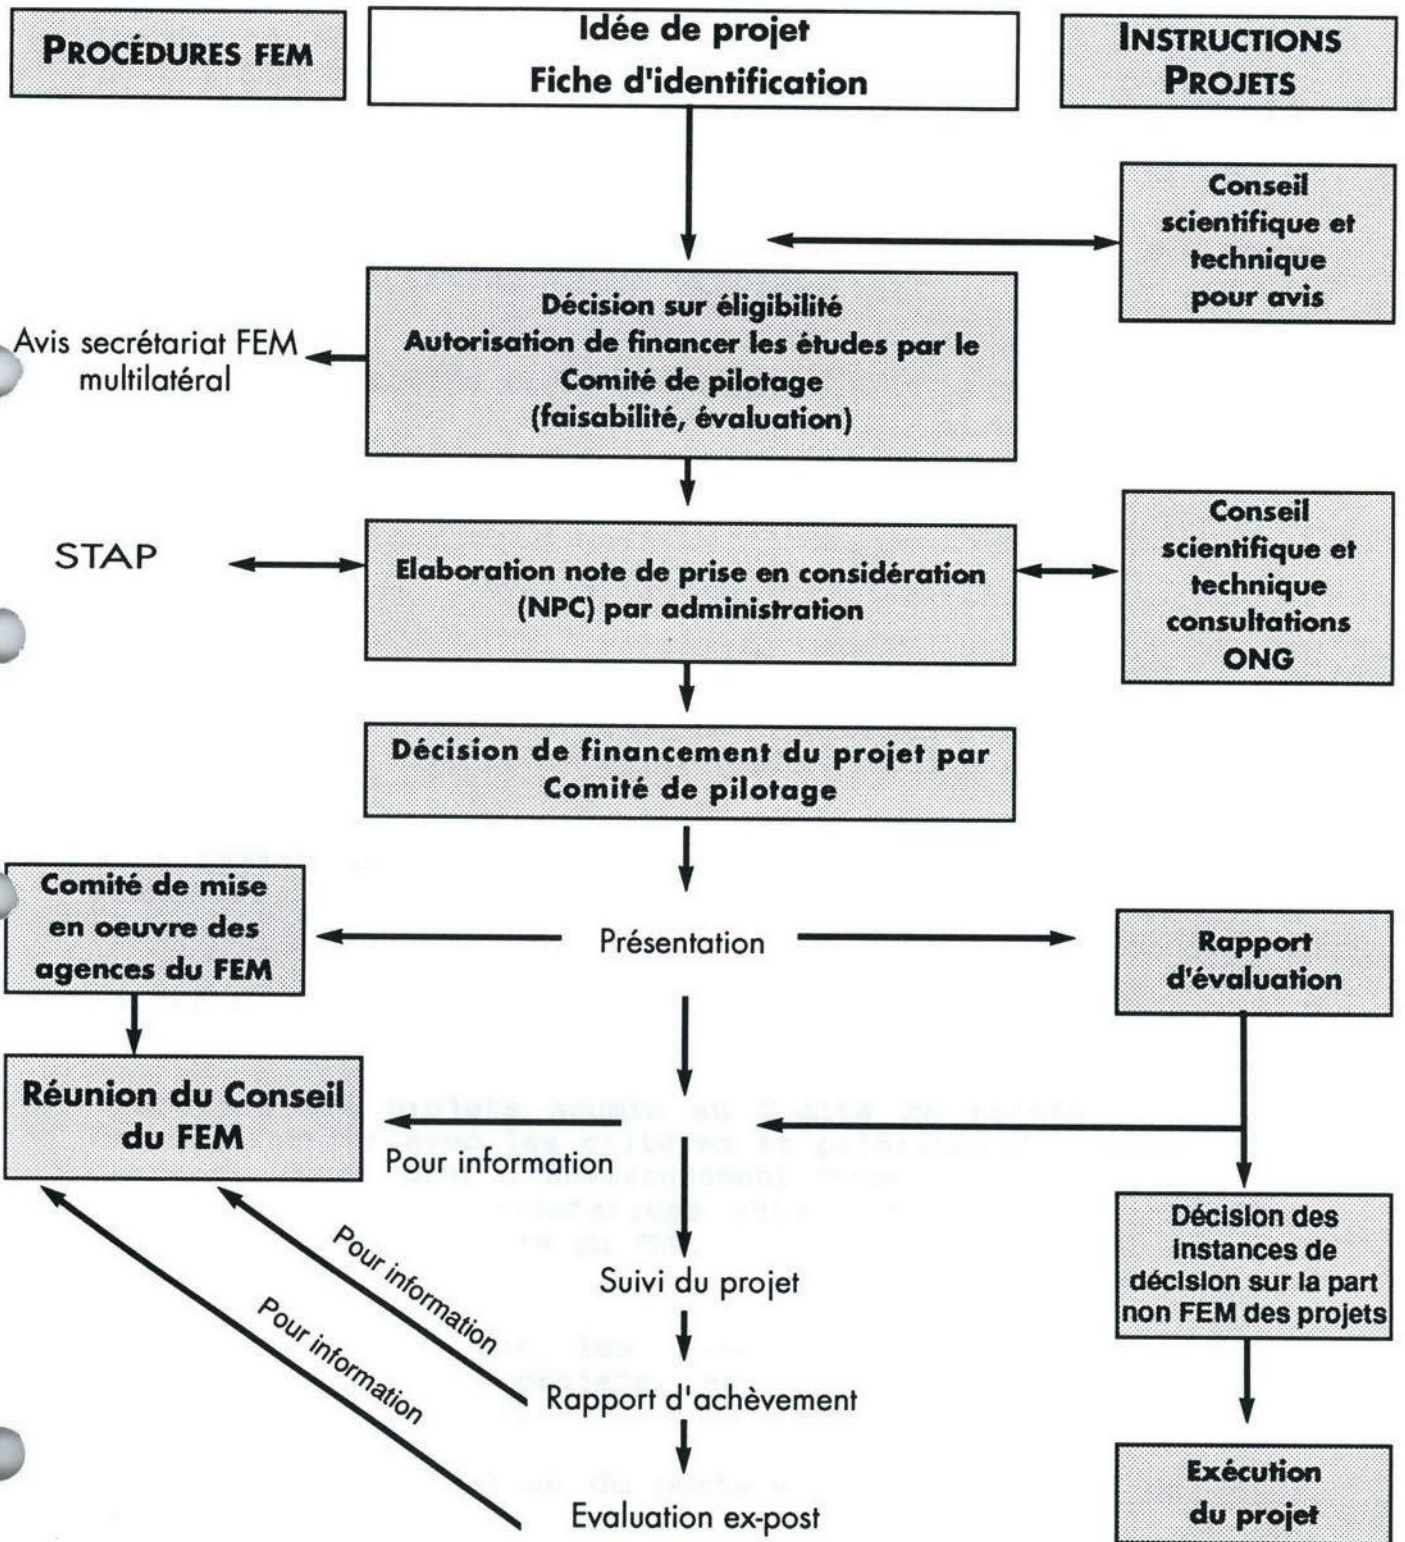 PROCÉDURES FEM
Idée de projet
Fiche d'identification
INSTRUCTIONS
PROJETS
Conseil
scientifique et
technique
pour avis
Décision sur éligibilité
Autorisation de financer les études par le
Comité de pilotage
(faisabilité, évaluation)
Avis secrétariat FEM
multilatéral
STAP
Elaboration note de prise en considération
(NPC) par administration
Conseil
scientifique et
technique
consultations
ONG
Décision de financement du projet par
Comité de pilotage
Comité de mise
en oeuvre des
agences du FEM
Présentation
Rapport
d'évaluation
Réunion du Conseil
du FEM
Pour information
Décision des
instances de
décision sur la part
non FEM des projets
Suivi du projet
Pour information
Pour information
Rapport d'achèvement
Evaluation ex-post
Exécution
du projet